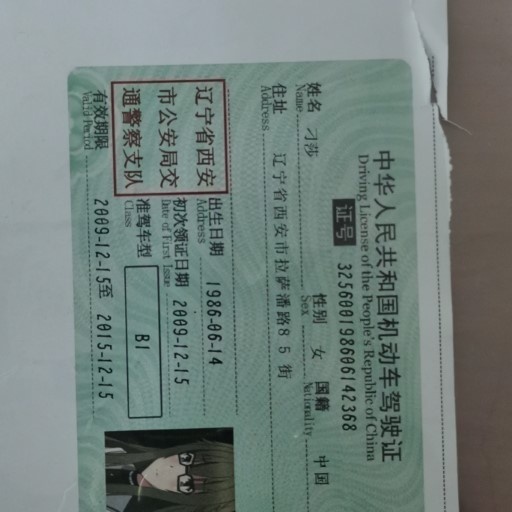 中华人民共和国机动车驾驶证
Driving License of the People's Republic of China
证号 325600198606142368
姓名 刁莎 性别 女 国籍 中国
Name Sex Nationality
住址 辽宁省西安市拉萨潘路85街
Address
出生日期 1986-06-14
Address
初次领证日期 2009-12-15
Date of First Issue
准驾车型 B1
Class
辽宁省西安
市公安局交
通警察支队
有效期限 2009-12-15至 2015-12-15
Valid Period